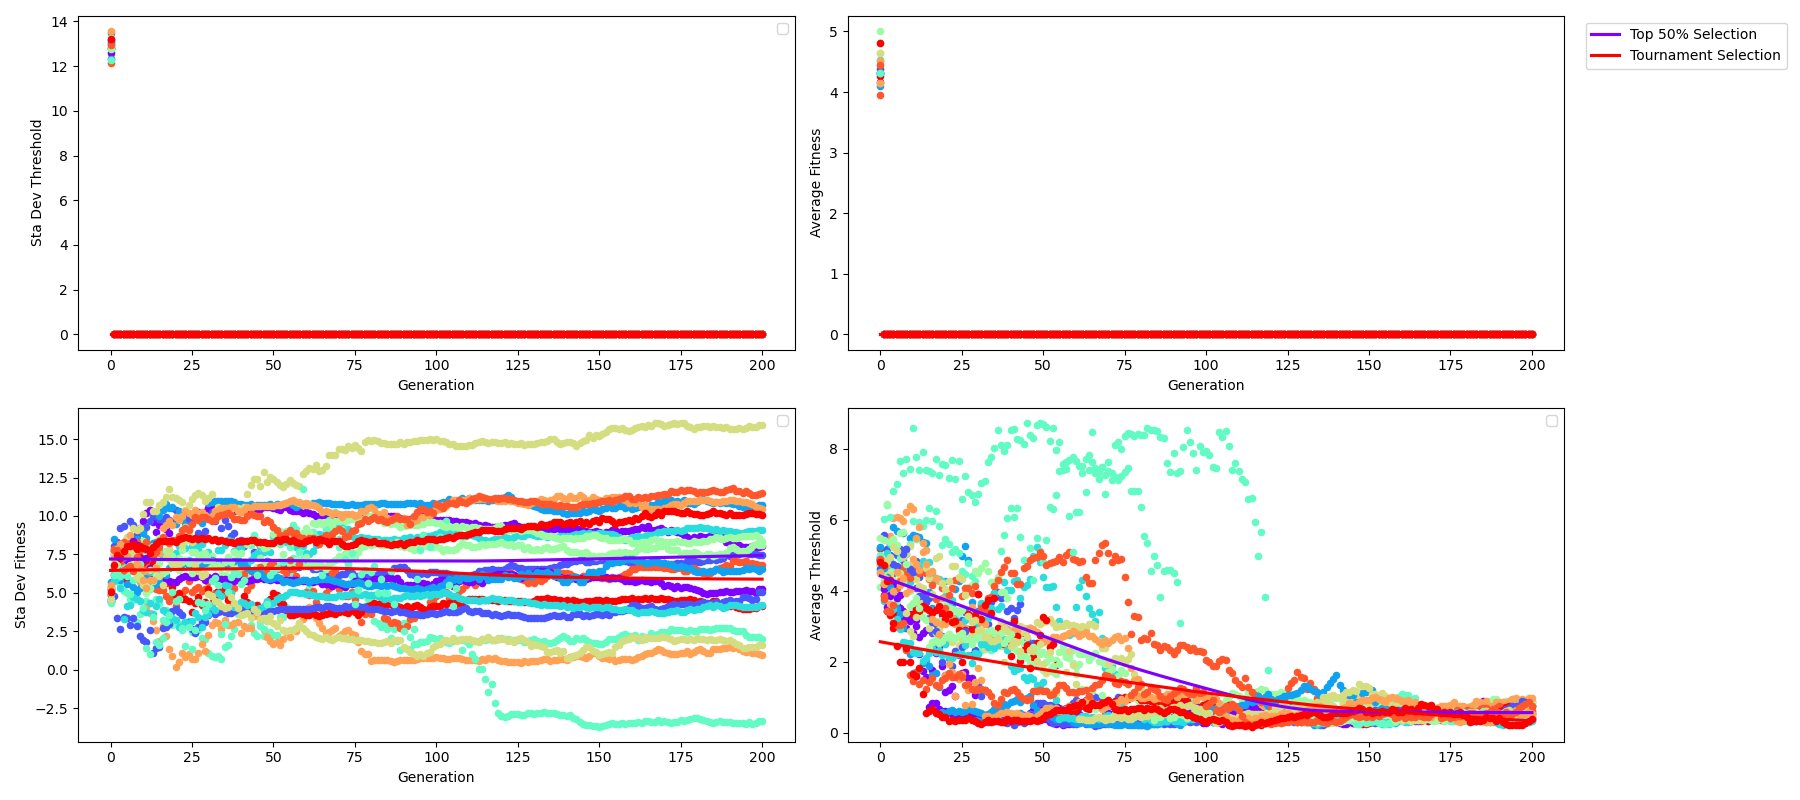 14
12
10
8
6
4
2
0
Sta Dev Threshold
0 25 50 75 100 125 150 175 200
Generation
5
4
3
2
1
0
Average Fitness
0 25 50 75 100 125 150 175 200
Generation
Top 50% Selection
Tournament Selection
15.0
12.5
10.0
7.5
5.0
2.5
0.0
−2.5
Sta Dev Fitness
0 25 50 75 100 125 150 175 200
Generation
8
6
4
2
0
Average Threshold
0 25 50 75 100 125 150 175 200
Generation